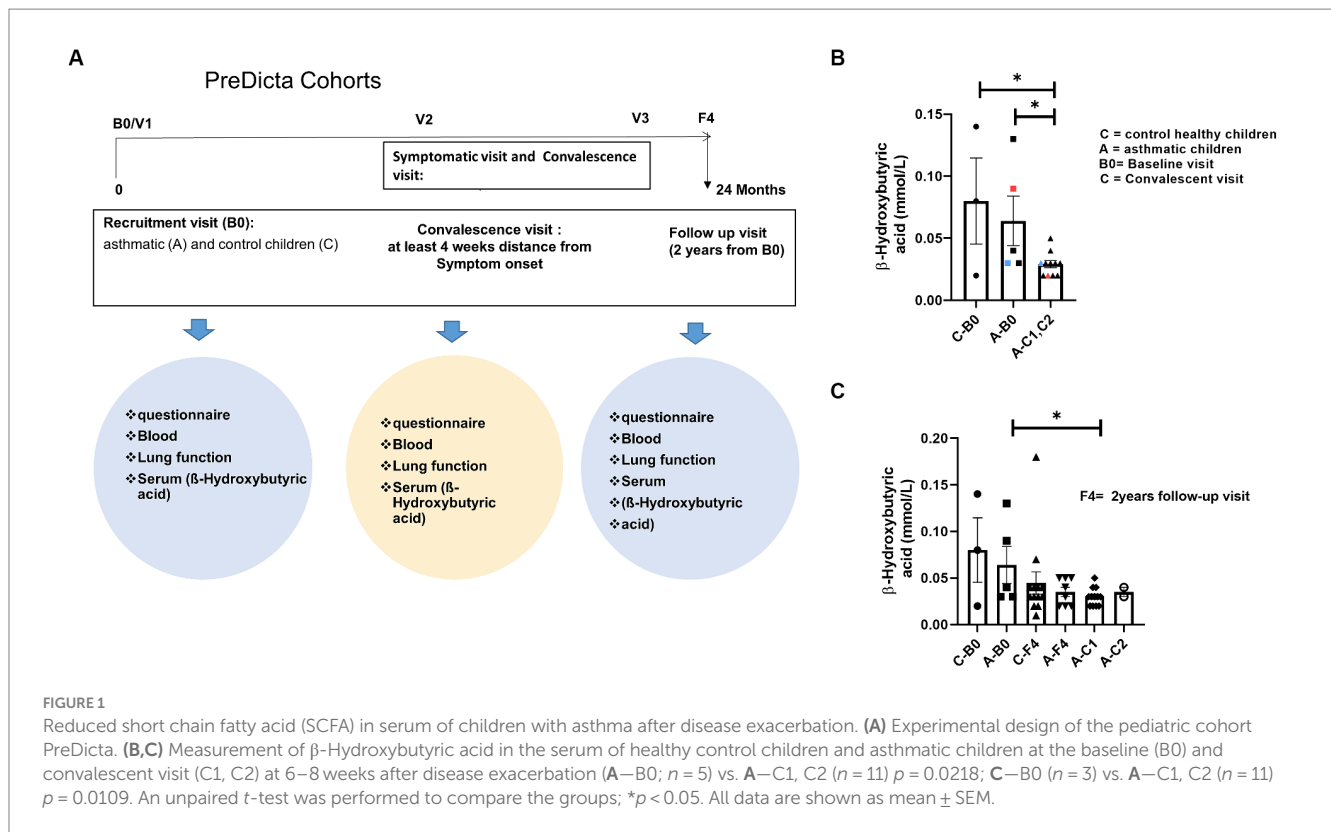 A
PreDicta Cohorts
B0/V1
V2
V3
F4
Symptomatic visit and Convalescence
visit:
0
24 Months
Recruitment visit (B0):
asthmatic (A) and control children (C)
Convalescence visit :
at least 4 weeks distance from
Symptom onset
Follow up visit
(2 years from B0)
❖questionnaire
❖Blood
❖Lung function
❖Serum (ß-Hydroxybutyric
acid)
❖questionnaire
❖Blood
❖Lung function
❖Serum (ß-
Hydroxybutyric
acid)
❖questionnaire
❖Blood
❖Lung function
❖Serum
❖(ß-Hydroxybutyric
❖acid)
B
*
*
β-Hydroxybutyric
acid (mmol/L)
0.15
0.10
0.05
0.00
C-B0
A-B0
A-C1,C2
C = control healthy children
A = asthmatic children
B0= Baseline visit
C = Convalescent visit
C
*
β-Hydroxybutyric
acid (mmol/L)
0.20
0.15
0.10
0.05
0.00
C-B0
A-B0
C-F4
A-F4
A-C1
A-C2
F4= 2years follow-up visit
FIGURE 1
Reduced short chain fatty acid (SCFA) in serum of children with asthma after disease exacerbation. (A) Experimental design of the pediatric cohort
PreDicta. (B,C) Measurement of β-Hydroxybutyric acid in the serum of healthy control children and asthmatic children at the baseline (B0) and
convalescent visit (C1, C2) at 6–8 weeks after disease exacerbation (A—B0; n = 5) vs. A—C1, C2 (n = 11) p = 0.0218; C—B0 (n = 3) vs. A—C1, C2 (n = 11)
p = 0.0109. An unpaired t-test was performed to compare the groups; *p < 0.05. All data are shown as mean ± SEM.